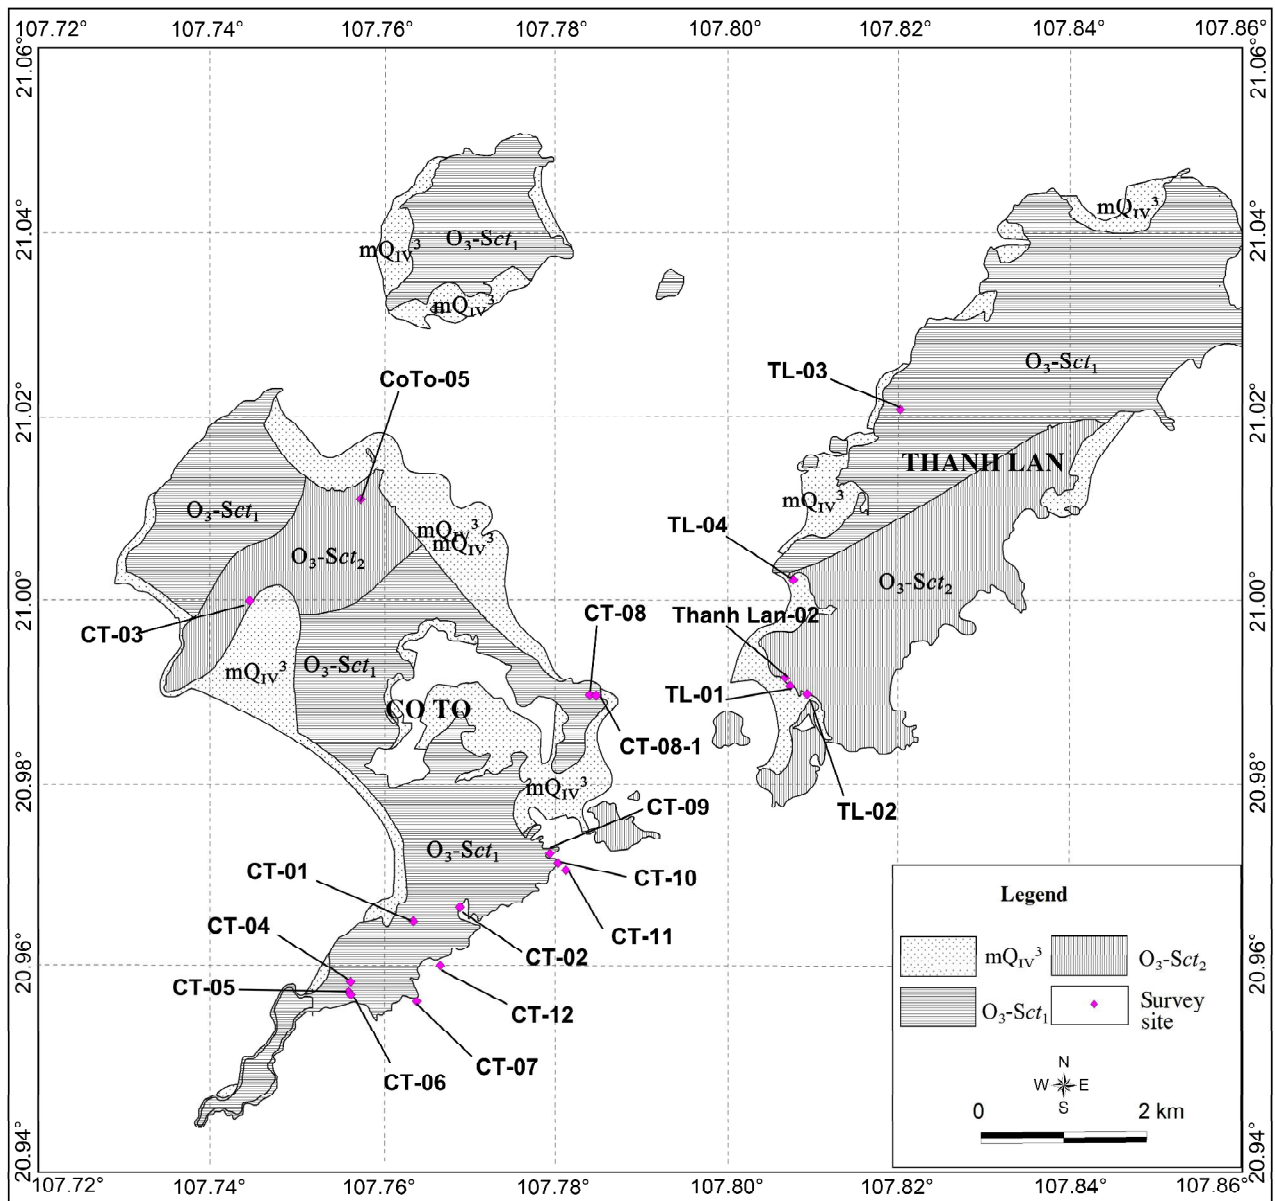 107.72° 107.74° 107.76° 107.78° 107.80° 107.82° 107.84° 107.86°
21.06° 21.06°
mQIV³
21.04° O₃-Sct₁ 21.04°
mQIV³
mQIV³
O₃-Sct₁
TL-03
CoTo-05
21.02° 21.02°
THANH LAN
mQIV³
O₃-Sct₁
mQIV³
TL-04
mQIV³
O₃-Sct₂
O₃-Sct₂
21.00° 21.00°
CT-08
Thanh Lan-02
CT-03
mQIV³
O₃-Sct₁
TL-01
CO TO
CT-08-1
20.98° 20.98°
mQIV³
CT-09
TL-02
O₃-Sct₁
CT-01
CT-10
CT-04
CT-11
CT-02
20.96° 20.96°
CT-05
CT-12
CT-07
CT-06
Legend
mQIV³
O₃-Sct₂
O₃-Sct₁
Survey
site
N
W E
S
0 2 km
20.94° 20.94°
107.72° 107.74° 107.76° 107.78° 107.80° 107.82° 107.84° 107.86°